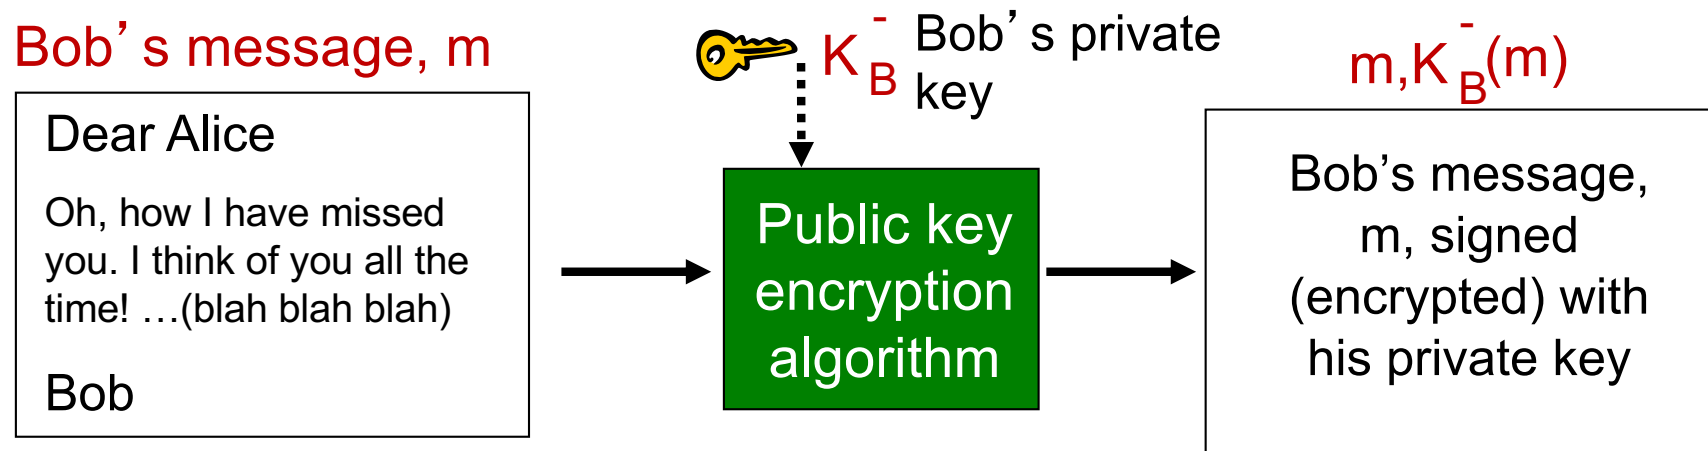 Bob’s message, m
Dear Alice
Oh, how I have missed
you. I think of you all the
time! …(blah blah blah)
Bob
K
-
B
Bob’s private
key
Public key
encryption
algorithm
m,K
-
B
(m)
Bob’s message,
m, signed
(encrypted) with
his private key